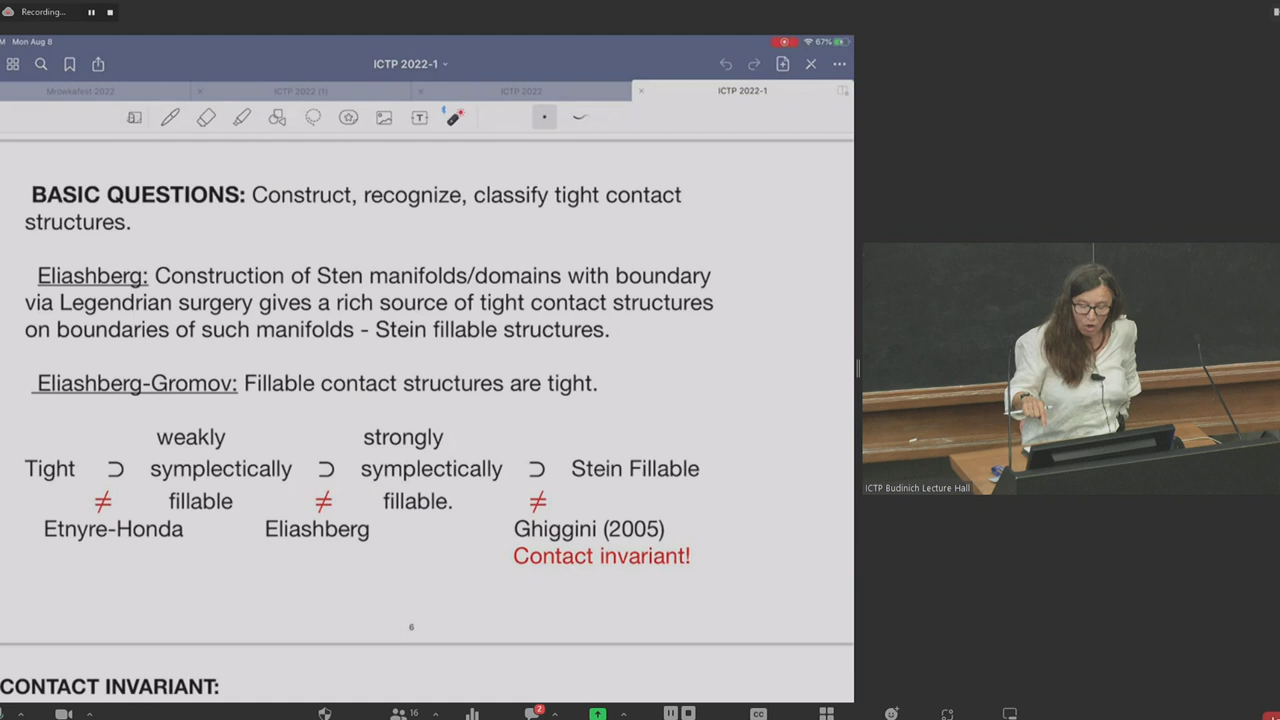 Recording...
M Mon Aug 8
67%
ICTP 2022-1
Mrowkafest 2022
ICTP 2022 (1)
ICTP 2022
ICTP 2022-1
BASIC QUESTIONS: Construct, recognize, classify tight contact
structures.
Eliashberg: Construction of Sten manifolds/domains with boundary
via Legendrian surgery gives a rich source of tight contact structures
on boundaries of such manifolds - Stein fillable structures.
Eliashberg-Gromov: Fillable contact structures are tight.
weakly strongly
Tight ⊃ symplectically ⊃ symplectically ⊃ Stein Fillable
≠ fillable ≠ fillable. ≠
Etnyre-Honda Eliashberg Ghiggini (2005)
Contact invariant!
6
CONTACT INVARIANT:
ICTP Budinich Lecture Hall
16
2
CC